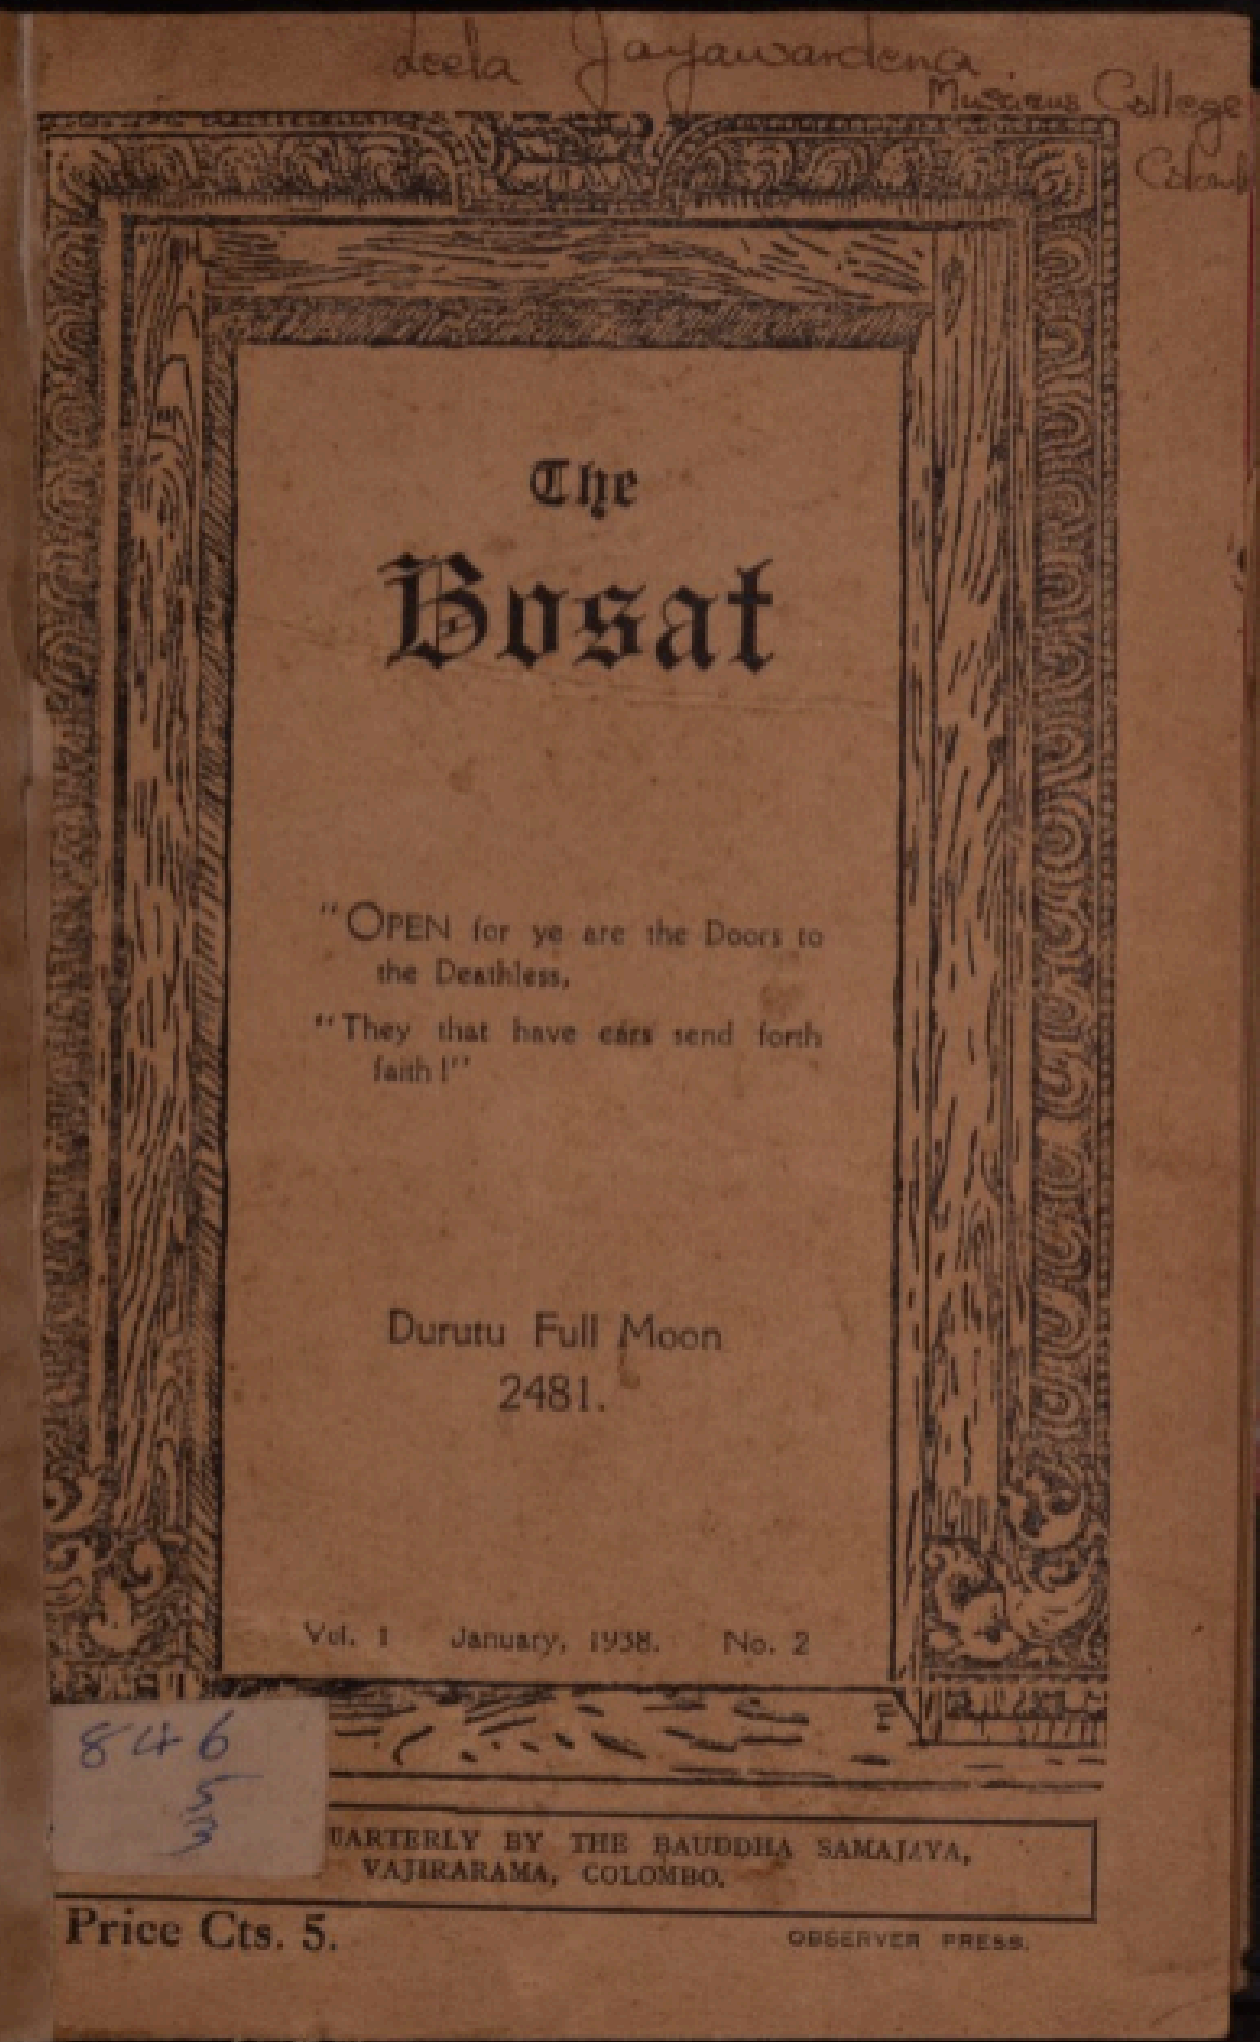 Leela Jayawardena.
Musaeus College
The
Bosat
"OPEN for ye are the Doors to
the Deathless,
"They that have ears send forth
faith!"
Durutu Full Moon
2481.
Vol. 1 January, 1938. No. 2
846
5
3
UARTERLY BY THE BAUDDHA SAMAJAYA,
VAJIRARAMA, COLOMBO.
Price Cts. 5.
OBSERVER PRESS.